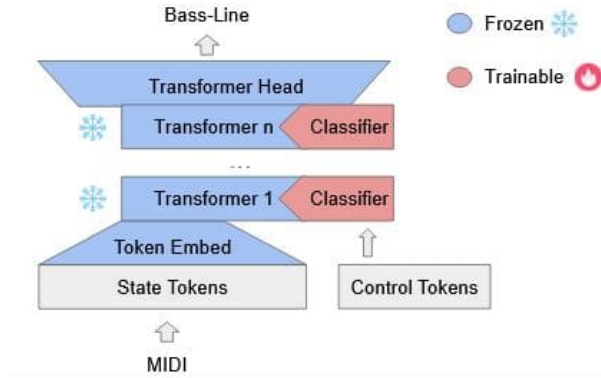 Bass-Line
Frozen
Trainable
Transformer Head
Transformer n
Classifier
...
Transformer 1
Classifier
Token Embed
State Tokens
Control Tokens
MIDI